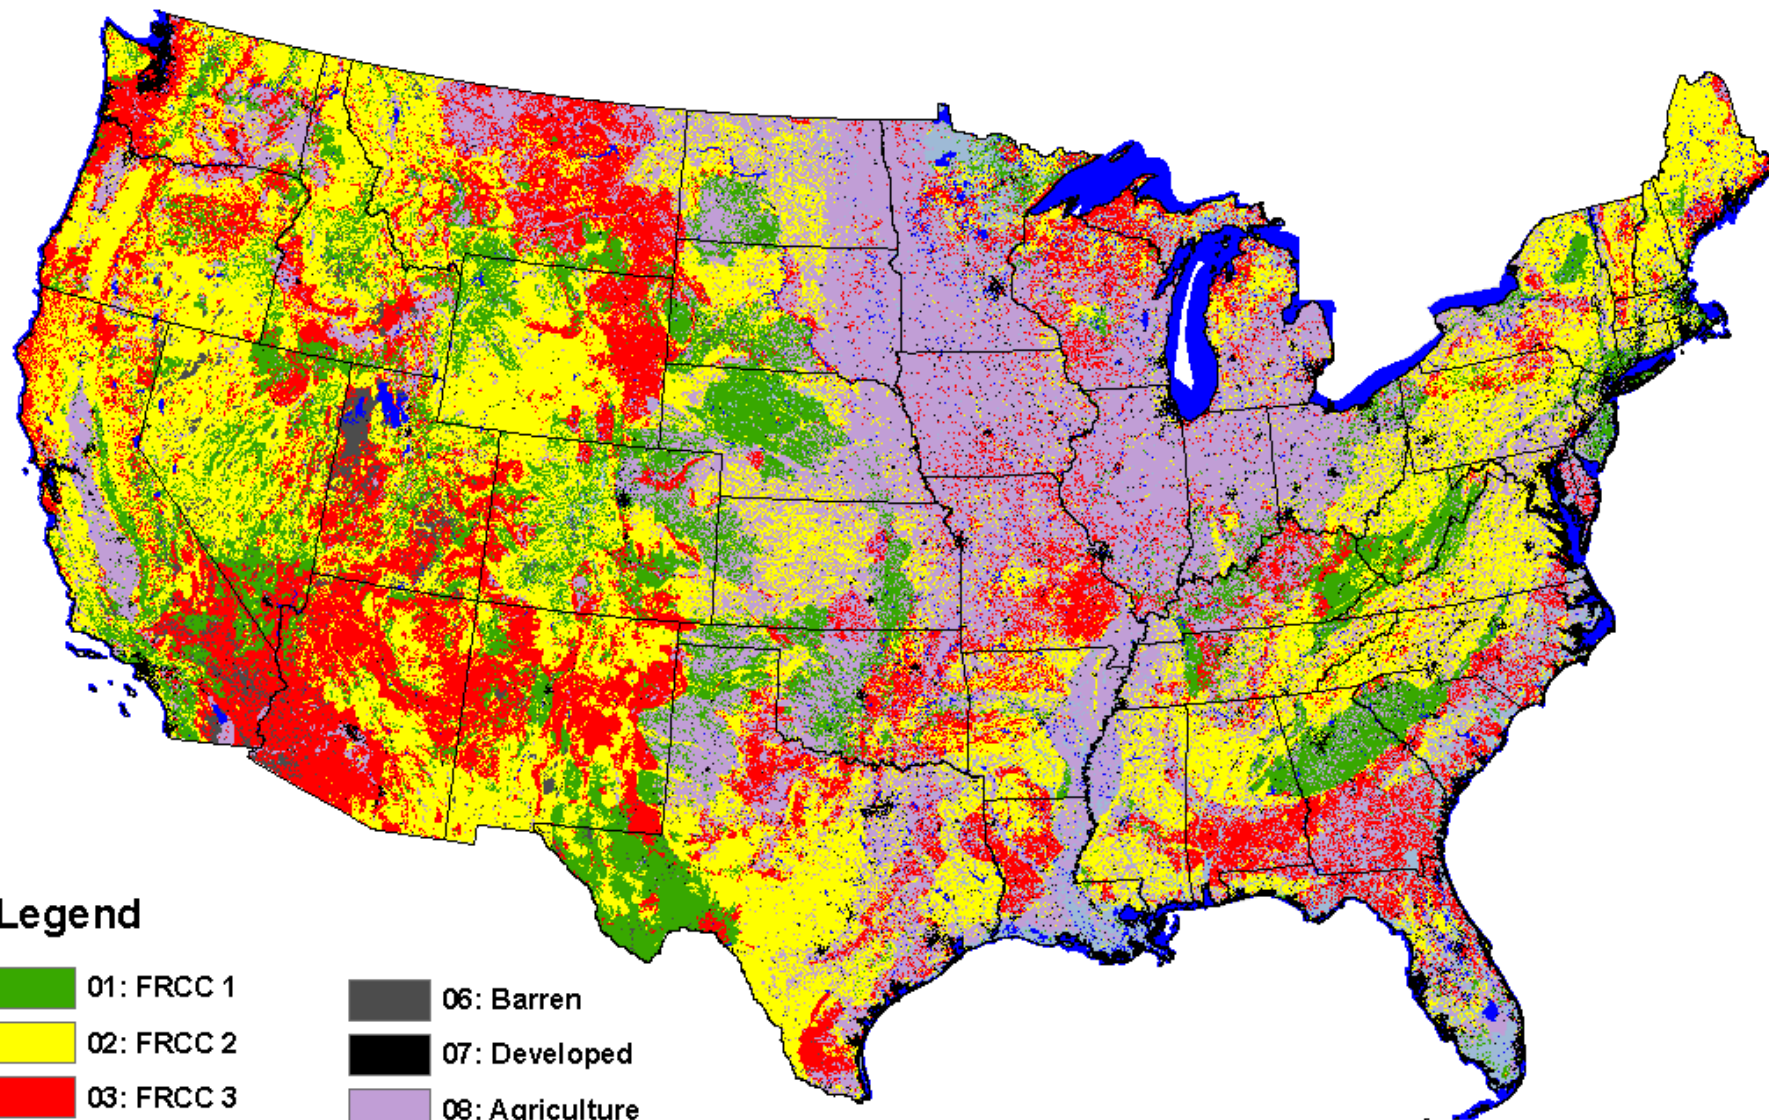 Legend
01: FRCC 1
02: FRCC 2
03: FRCC 3
06: Barren
07: Developed
08: Agriculture